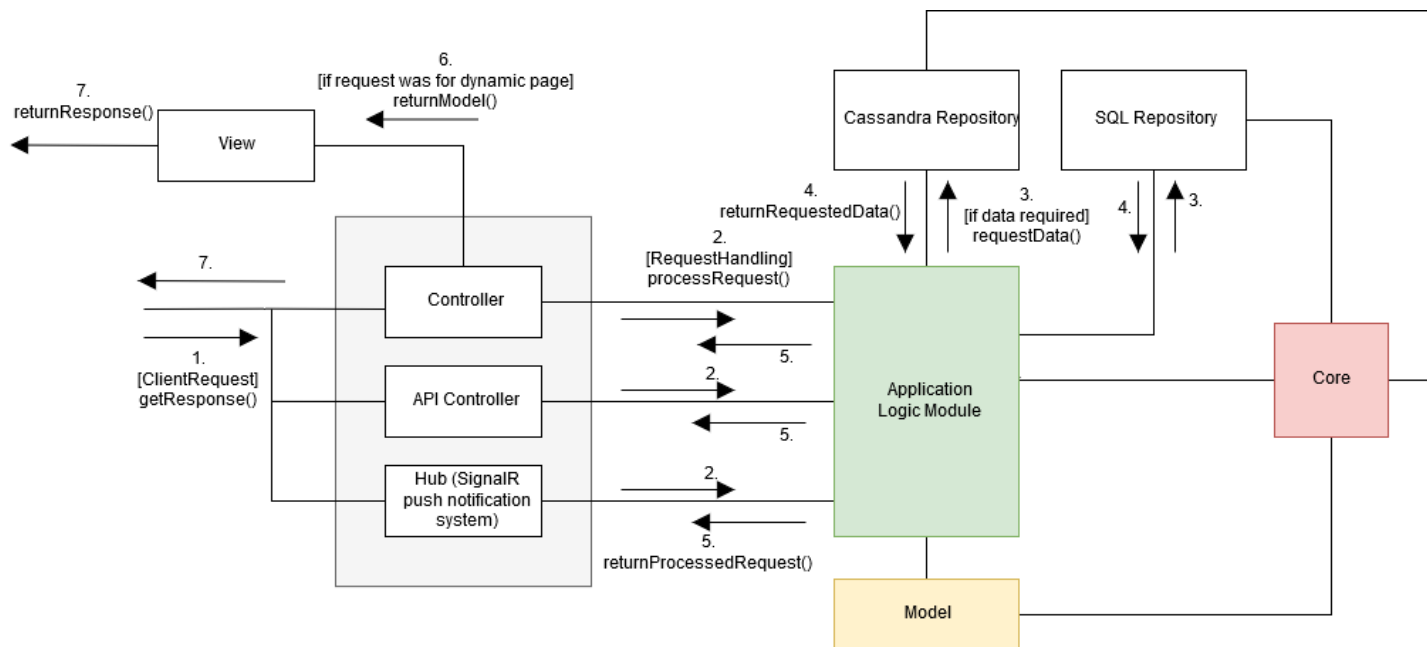 6.
[if request was for dynamic page]
returnModel()
7.
returnResponse()
View
Cassandra Repository
SQL Repository
4.
returnRequestedData()
3.
[if data required]
requestData()
4.
3.
7.
2.
[RequestHandling]
processRequest()
Controller
1.
[ClientRequest]
getResponse()
5.
2.
API Controller
5.
Application
Logic Module
Core
Hub (SignalR
push notification
system)
2.
5.
returnProcessedRequest()
Model